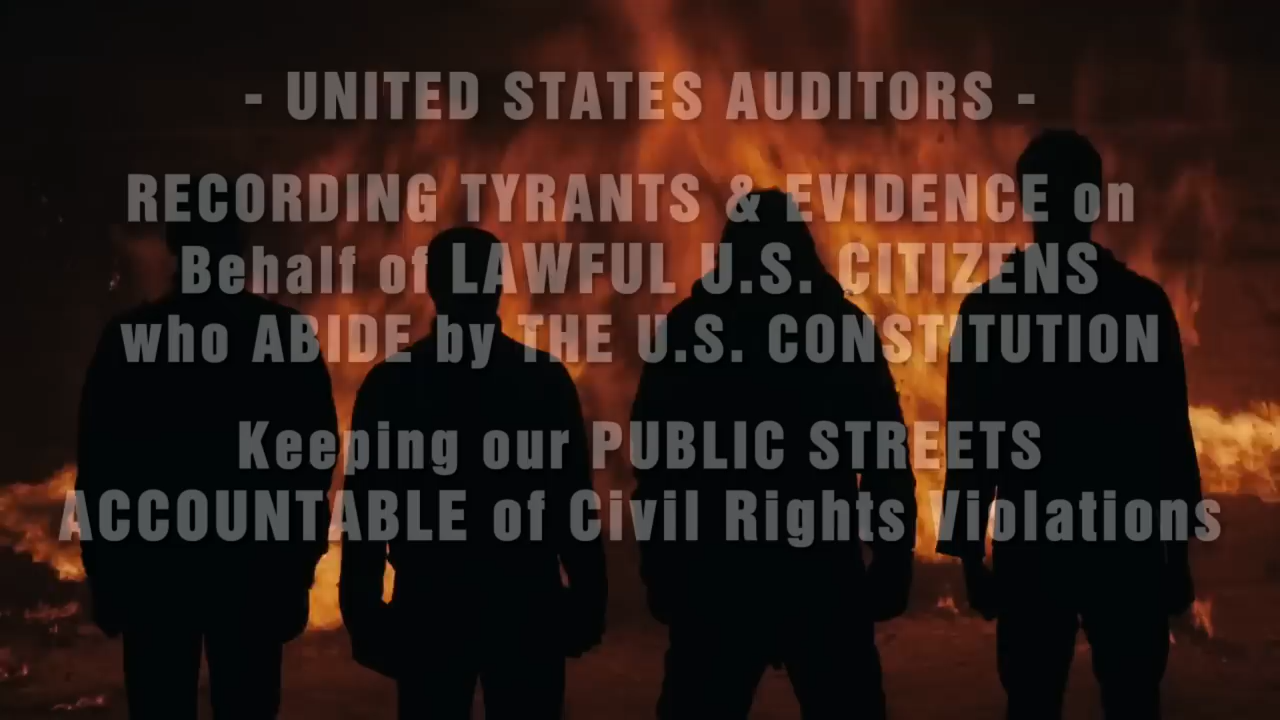 - UNITED STATES AUDITORS -
RECORDING TYRANTS & EVIDENCE on
Behalf of LAWFUL U.S. CITIZENS
who ABIDE by THE U.S. CONSTITUTION
Keeping our PUBLIC STREETS
ACCOUNTABLE of Civil Rights Violations